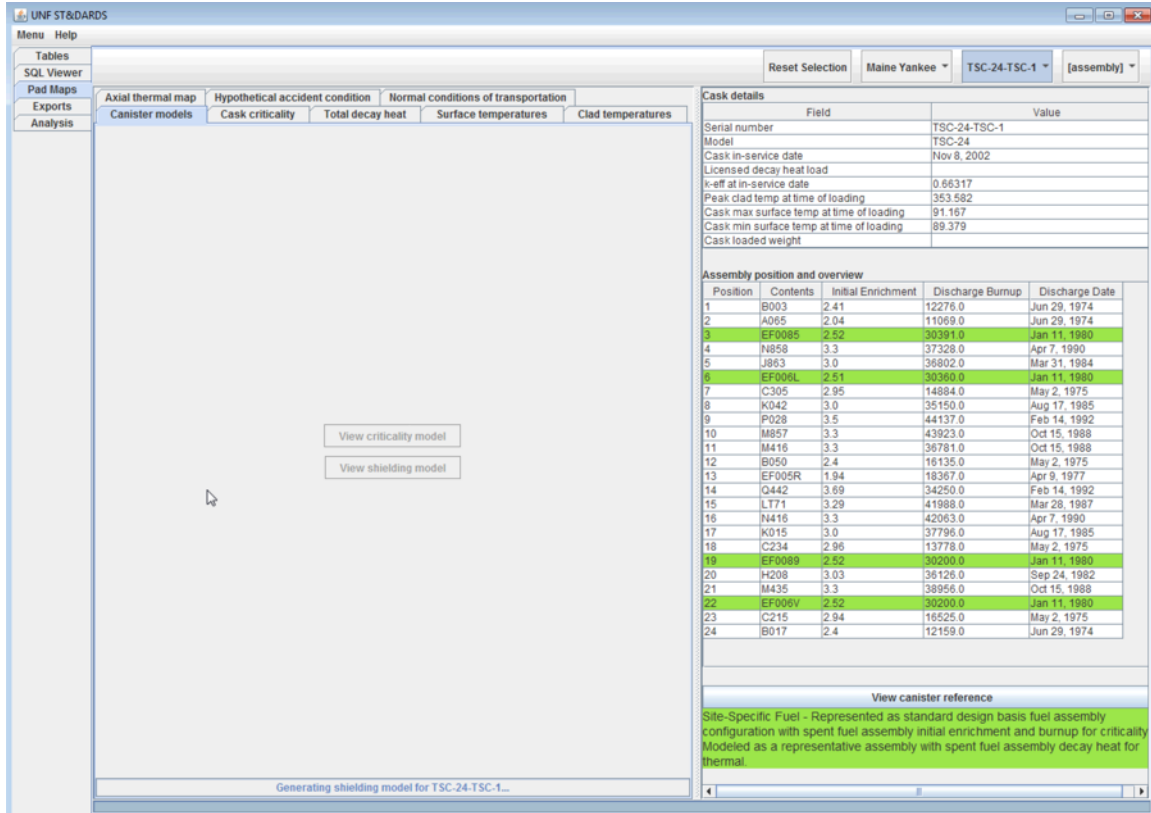 UNF ST&DARDS
Menu Help
Tables
SQL Viewer
Pad Maps
Exports
Analysis
Reset Selection Maine Yankee TSC-24-TSC-1 [assembly]
Axial thermal map Hypothetical accident condition Normal conditions of transportation
Canister models Cask criticality Total decay heat Surface temperatures Clad temperatures
View criticality model
View shielding model
Generating shielding model for TSC-24-TSC-1...
Cask details
Field Value
Serial number TSC-24-TSC-1
Model TSC-24
Cask in-service date Nov 8, 2002
Licensed decay heat load
k-eff at in-service date 0.66317
Peak clad temp at time of loading 353.582
Cask max surface temp at time of loading 91.167
Cask min surface temp at time of loading 89.379
Cask loaded weight
Assembly position and overview
Position Contents Initial Enrichment Discharge Burnup Discharge Date
1 B003 2.41 12276.0 Jun 29, 1974
2 A065 2.04 11069.0 Jun 29, 1974
3 EF0085 2.52 30391.0 Jan 11, 1980
4 N858 3.3 37328.0 Apr 7, 1990
5 J863 3.0 36802.0 Mar 31, 1984
6 EF006L 2.51 30360.0 Jan 11, 1980
7 C305 2.95 14884.0 May 2, 1975
8 K042 3.0 35150.0 Aug 17, 1985
9 P028 3.5 44137.0 Feb 14, 1992
10 M857 3.3 43923.0 Oct 15, 1988
11 M416 3.3 36781.0 Oct 15, 1988
12 B050 2.4 16135.0 May 2, 1975
13 EF005R 1.94 18367.0 Apr 9, 1977
14 Q442 3.69 34250.0 Feb 14, 1992
15 LT71 3.29 41988.0 Mar 28, 1987
16 N416 3.3 42063.0 Apr 7, 1990
17 K015 3.0 37796.0 Aug 17, 1985
18 C234 2.96 13778.0 May 2, 1975
19 EF0089 2.52 30200.0 Jan 11, 1980
20 H208 3.03 36126.0 Sep 24, 1982
21 M435 3.3 38956.0 Oct 15, 1988
22 EF006V 2.52 30200.0 Jan 11, 1980
23 C215 2.94 16525.0 May 2, 1975
24 B017 2.4 12159.0 Jun 29, 1974
View canister reference
Site-Specific Fuel - Represented as standard design basis fuel assembly
configuration with spent fuel assembly initial enrichment and burnup for criticality
Modeled as a representative assembly with spent fuel assembly decay heat for
thermal.